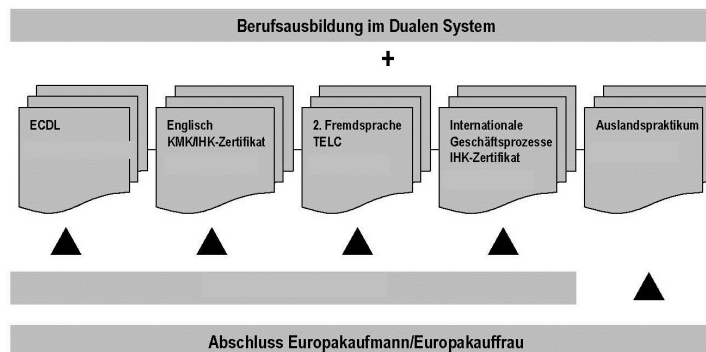 Berufsausbildung im Dualen System
+
ECDL
Englisch
KMK/IHK-Zertifikat
2. Fremdsprache
TELC
Internationale
Geschäftsprozesse
IHK-Zertifikat
Auslandspraktikum
Abschluss Europakaufmann/Europakauffrau